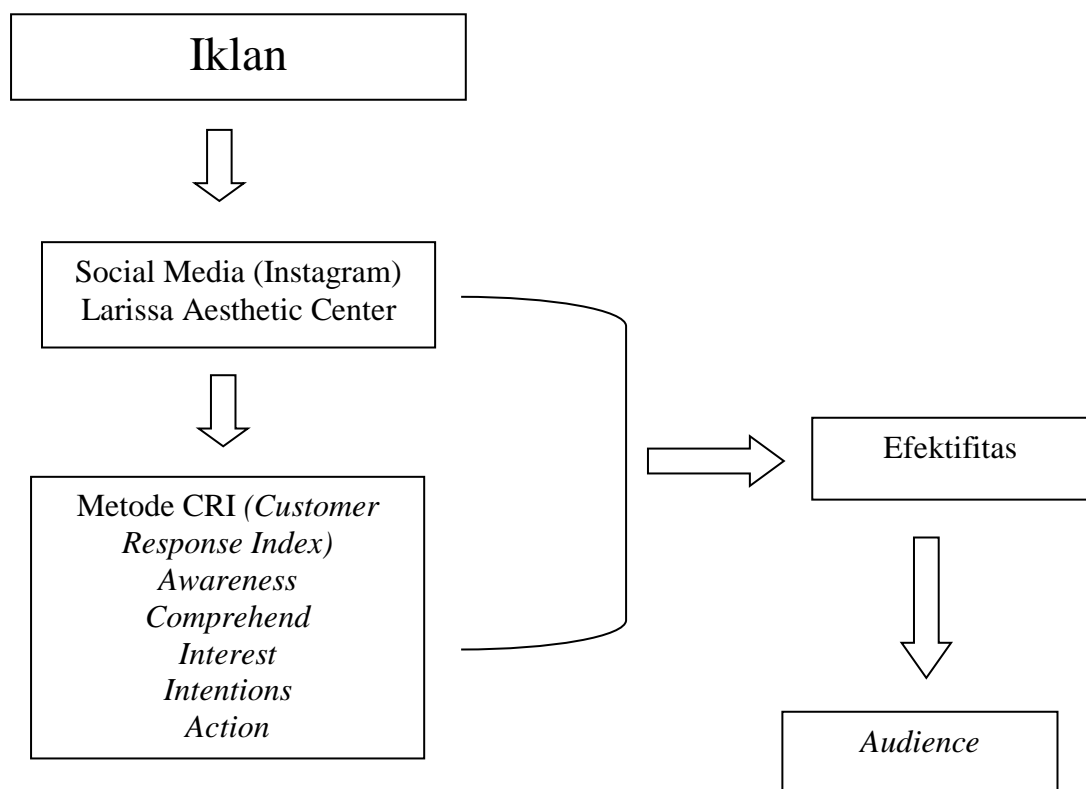 Iklan
Social Media (Instagram)
Larissa Aesthetic Center
Metode CRI (Customer
Response Index)
Awareness
Comprehend
Interest
Intentions
Action
Efektifitas
Audience